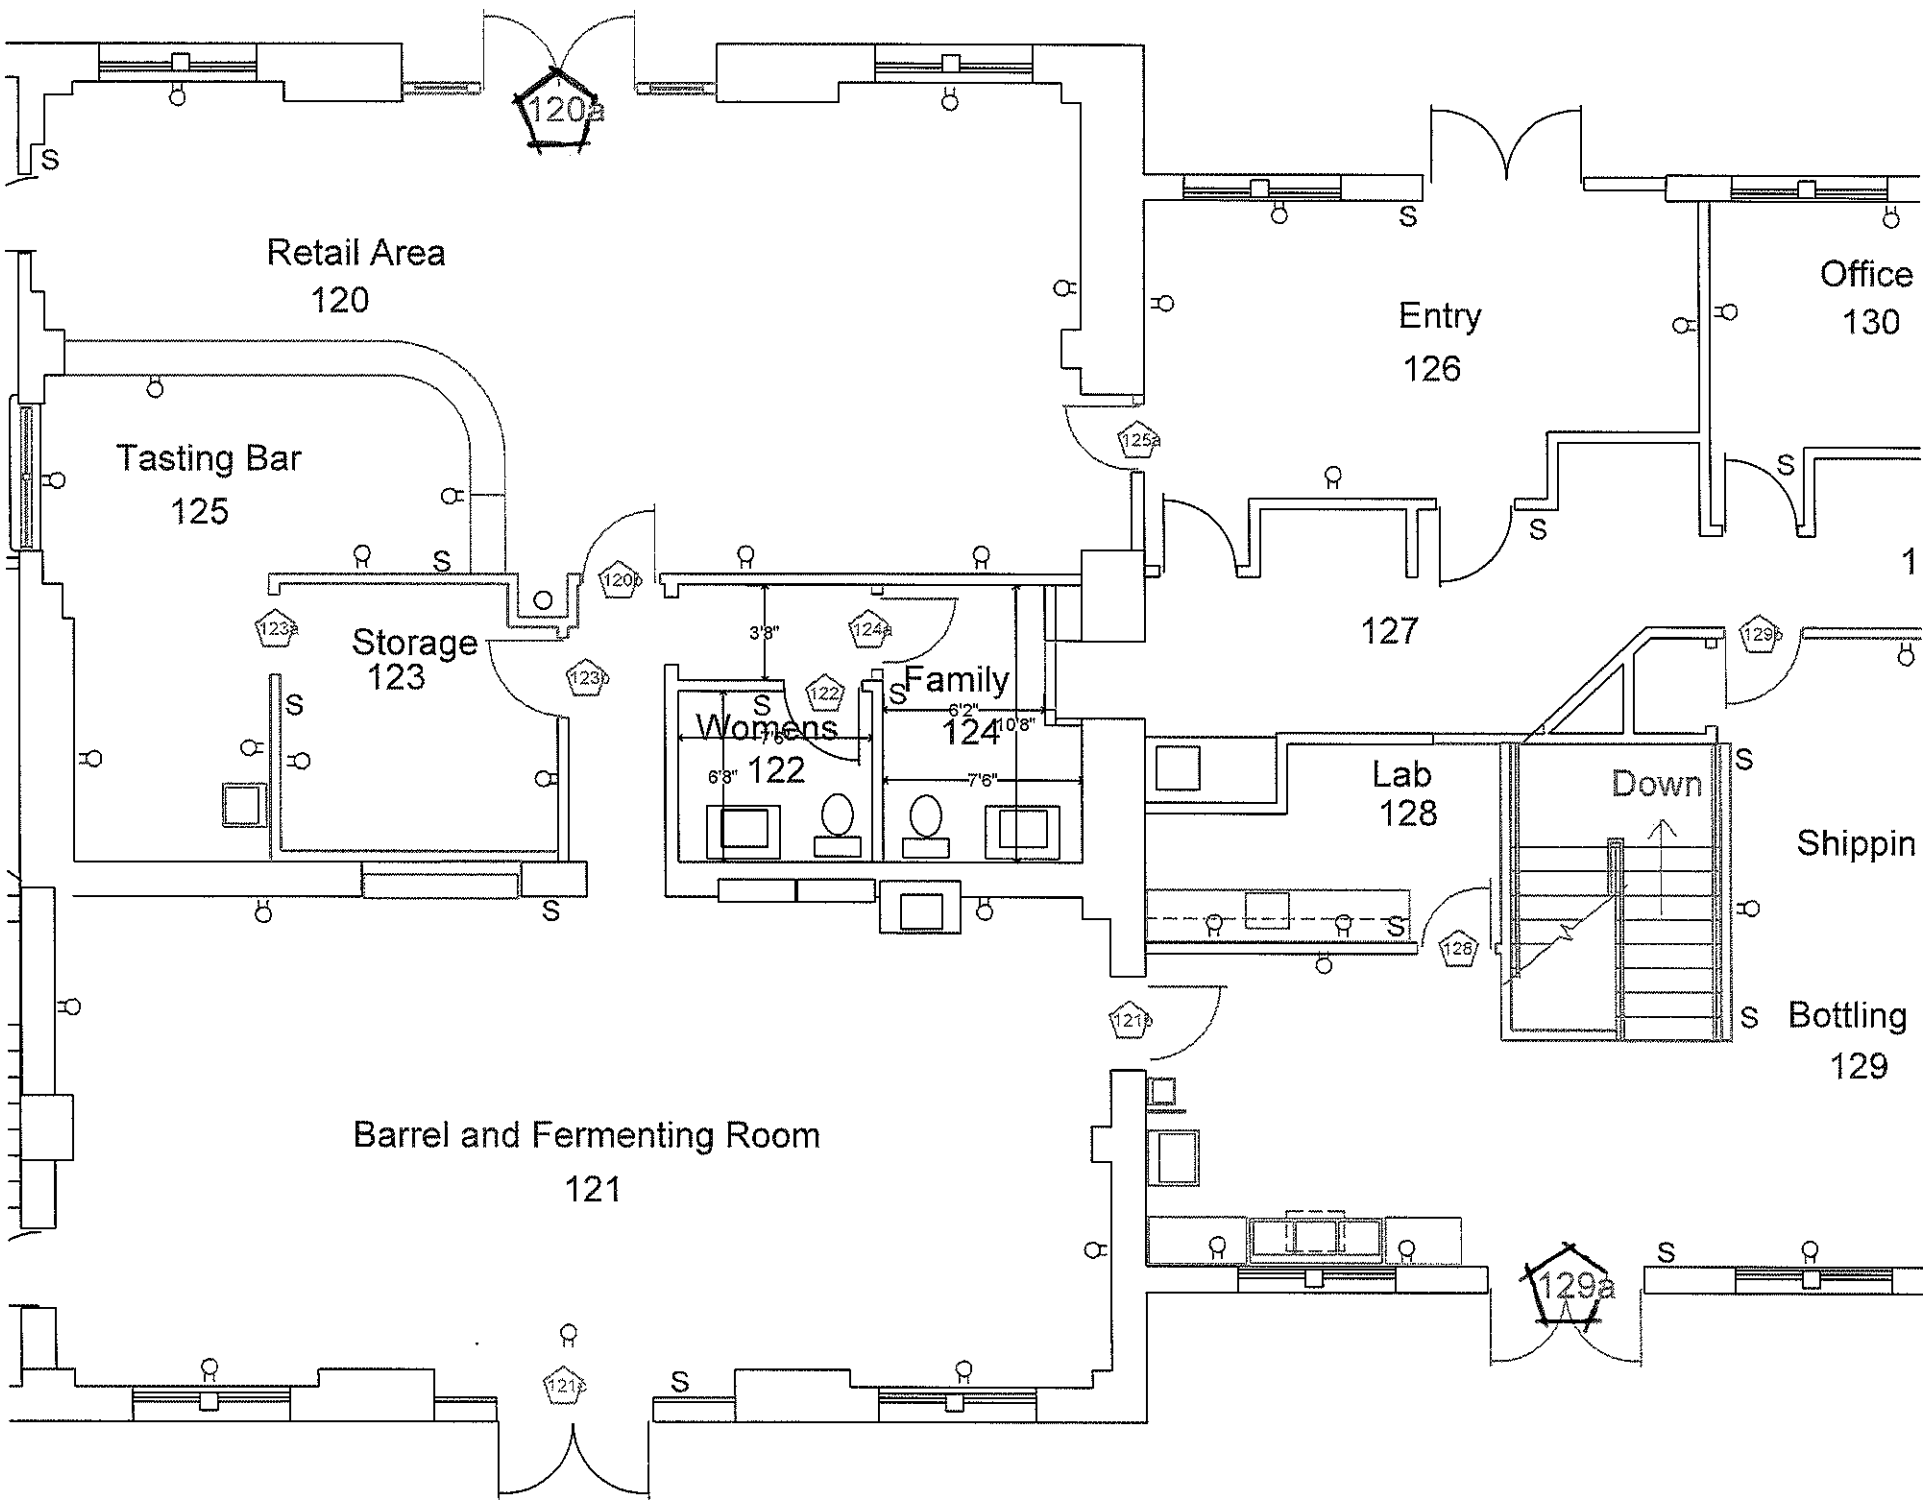 120a
S
S
Retail Area
120
Office
130
Entry
126
125a
Tasting Bar
125
S
S
S
120b
1
123a
Storage
123
3'8"
124a
127
129b
123b
S
122
S
S
Family
124
6'2"
10'8"
Womens
122
7'6"
6'8"
7'6"
Lab
128
Down
S
Shippin
S
S
128
121b
S
Bottling
129
Barrel and Fermenting Room
121
S
129a
121c
S